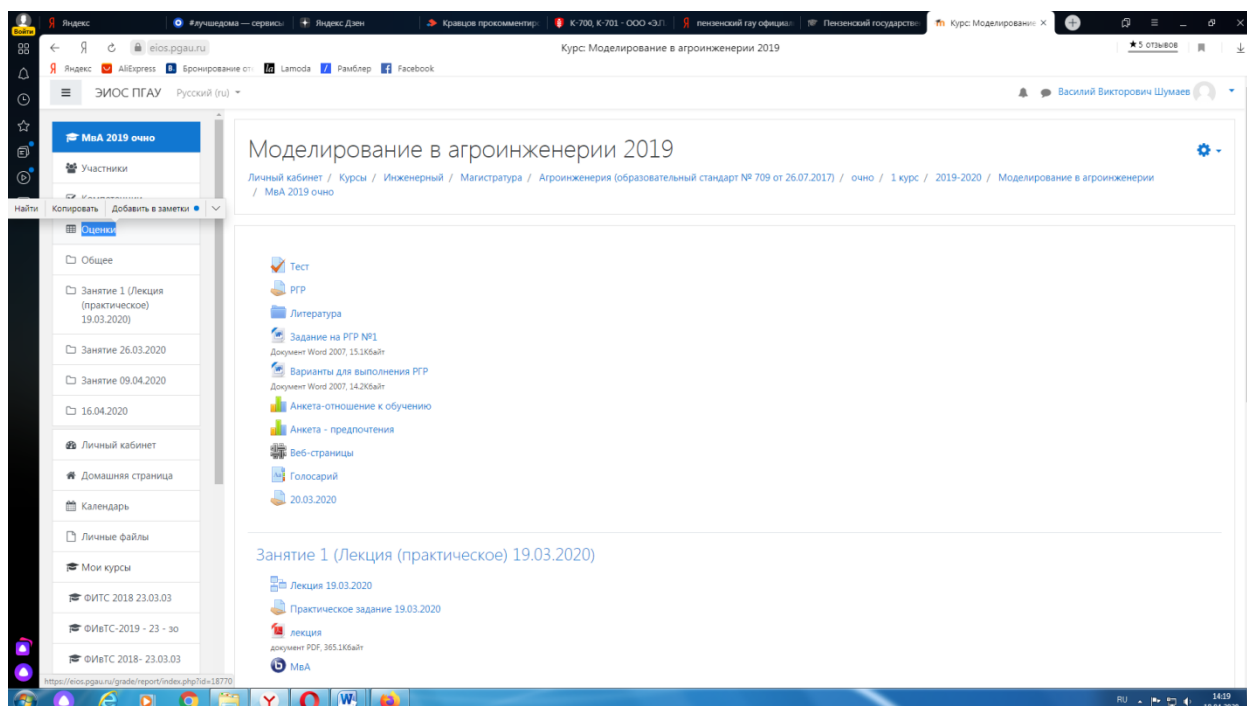 Войти
Яндекс
#лучшедома — сервисы
Яндекс Дзен
Кравцов прокомментир
К-700, К-701 - ООО «ЭЛ
пензенский гау официал
Пензенский государстве
Курс: Моделирование
eios.pgau.ru
Курс: Моделирование в агроинженерии 2019
★5 отзывов
Яндекс
AliExpress
Бронирование от
Lamoda
Рамблер
Facebook
ЭИОС ПГАУ
Русский (ru)
Василий Викторович Шумаев
МвА 2019 очно
Участники
Найти
Копировать
Добавить в заметки
Оценки
Общее
Занятие 1 (Лекция
(практическое)
19.03.2020)
Занятие 26.03.2020
Занятие 09.04.2020
16.04.2020
Личный кабинет
Домашняя страница
Календарь
Личные файлы
Мои курсы
ФИТС 2018 23.03.03
ФИвТС-2019 - 23 - зо
ФИвТС 2018- 23.03.03
https://eios.pgau.ru/grade/report/index.php?id=18770
Моделирование в агроинженерии 2019
Личный кабинет / Курсы / Инженерный / Магистратура / Агроинженерия (образовательный стандарт № 709 от 26.07.2017) / очно / 1 курс / 2019-2020 / Моделирование в агроинженерии
/ МвА 2019 очно
Тест
РГР
Литература
Задание на РГР №1
Документ Word 2007, 15.1Кбайт
Варианты для выполнения РГР
Документ Word 2007, 14.2Кбайт
Анкета-отношение к обучению
Анкета - предпочтения
Веб-страницы
Голосарий
20.03.2020
Занятие 1 (Лекция (практическое) 19.03.2020)
Лекция 19.03.2020
Практическое задание 19.03.2020
лекция
документ PDF, 365.1Кбайт
МвА
RU
14:19